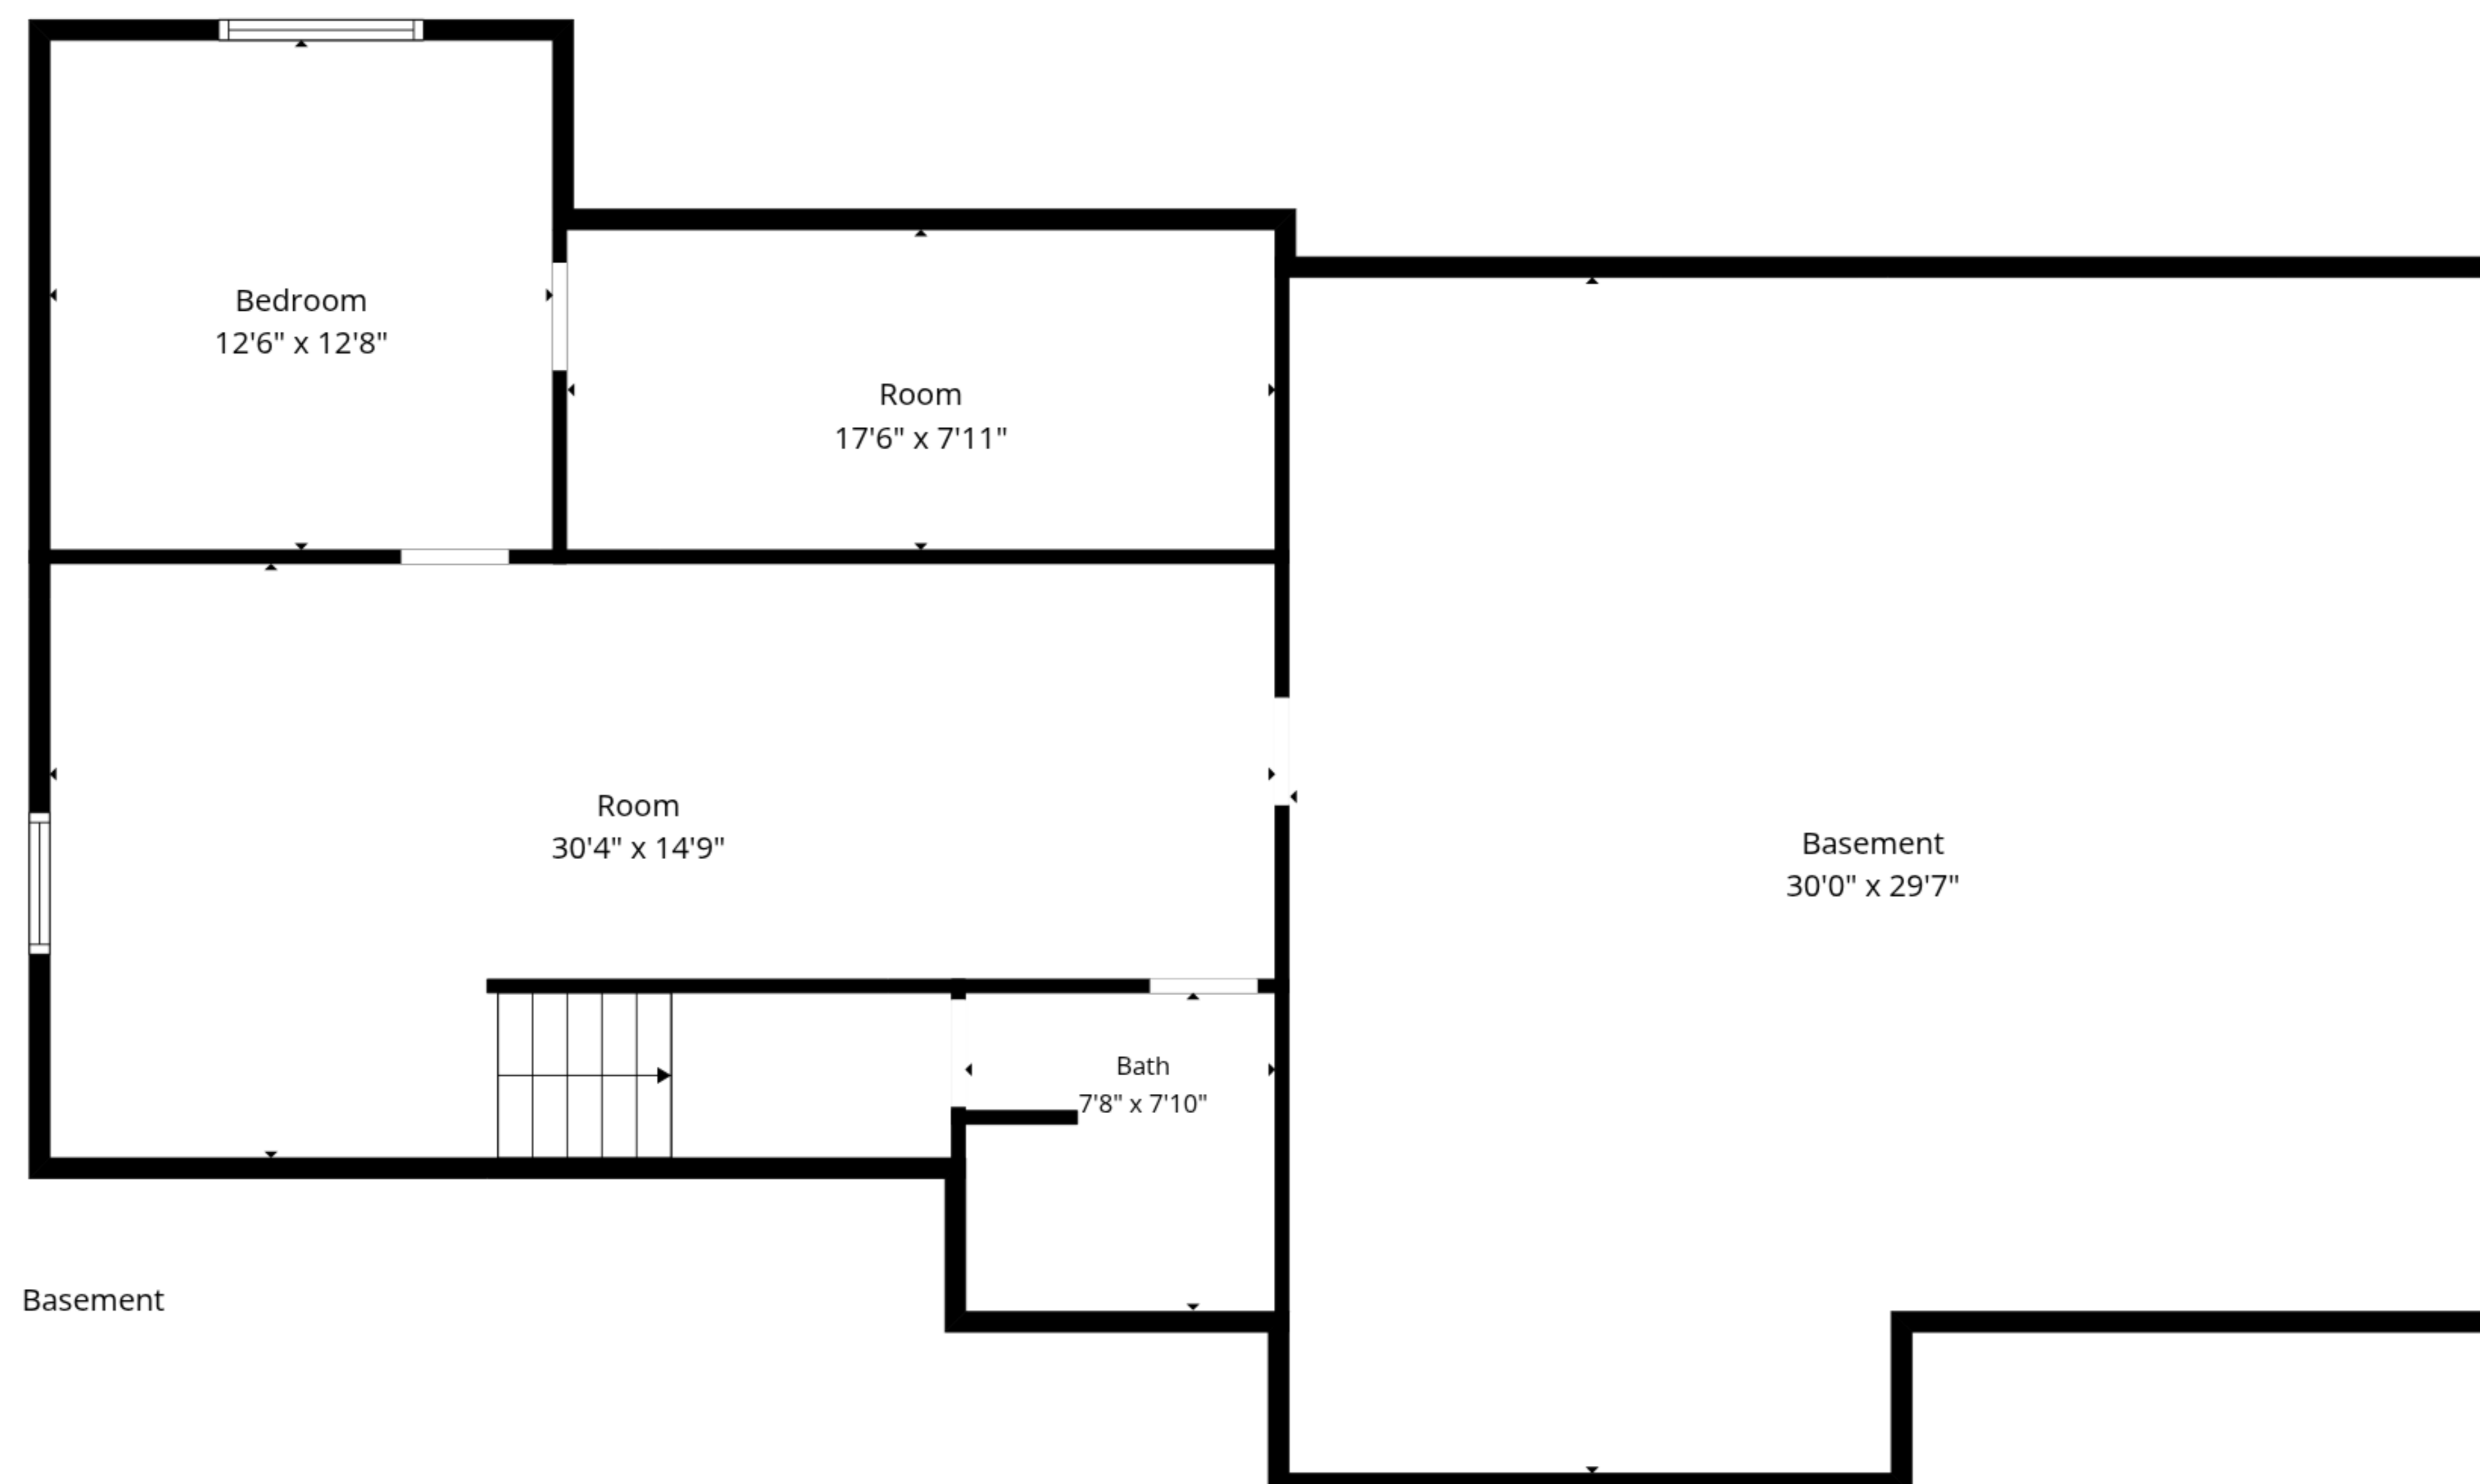 Bedroom
12'6" x 12'8"
Room
17'6" x 7'11"
Room
30'4" x 14'9"
Basement
30'0" x 29'7"
Bath
7'8" x 7'10"
Basement